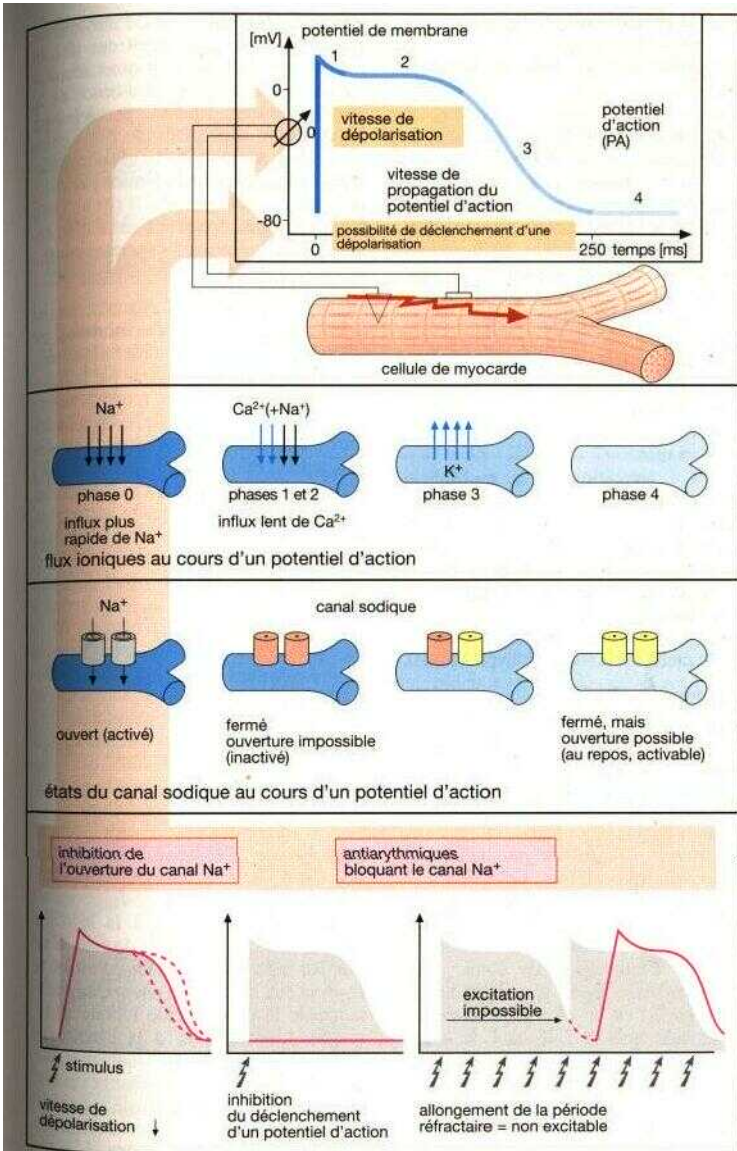 [mV]
potentiel de membrane
1
2
0
0
vitesse de
dépolarisation
potentiel
d'action
(PA)
3
vitesse de
propagation du
potentiel d'action
4
-80
possibilité de déclenchement d'une
dépolarisation
0
250 temps [ms]
cellule de myocarde
Na⁺
Ca²⁺(+Na⁺)
K⁺
phase 0
phases 1 et 2
phase 3
phase 4
influx plus
rapide de Na⁺
influx lent de Ca²⁺
flux ioniques au cours d'un potentiel d'action
Na⁺
canal sodique
ouvert (activé)
fermé
ouverture impossible
(inactivé)
fermé, mais
ouverture possible
(au repos, activable)
états du canal sodique au cours d'un potentiel d'action
inhibition de
l'ouverture du canal Na⁺
antiarythmiques
bloquant le canal Na⁺
excitation
impossible
stimulus
vitesse de
dépolarisation ↓
inhibition
du déclenchement
d'un potentiel d'action
allongement de la période
réfractaire = non excitable